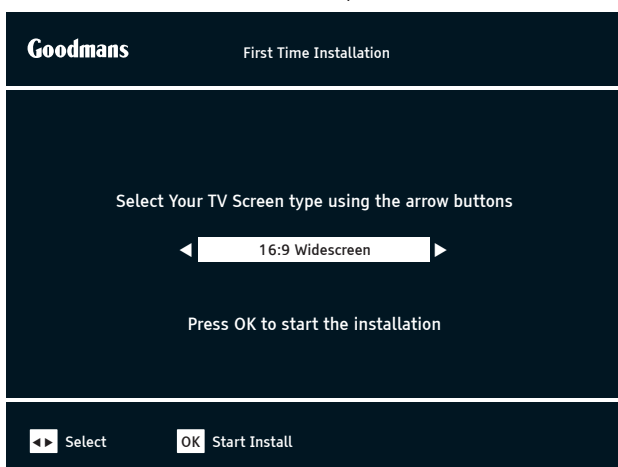 Goodmans
First Time Installation
Select Your TV Screen type using the arrow buttons
16:9 Widescreen
Press OK to start the installation
Select
OK Start Install